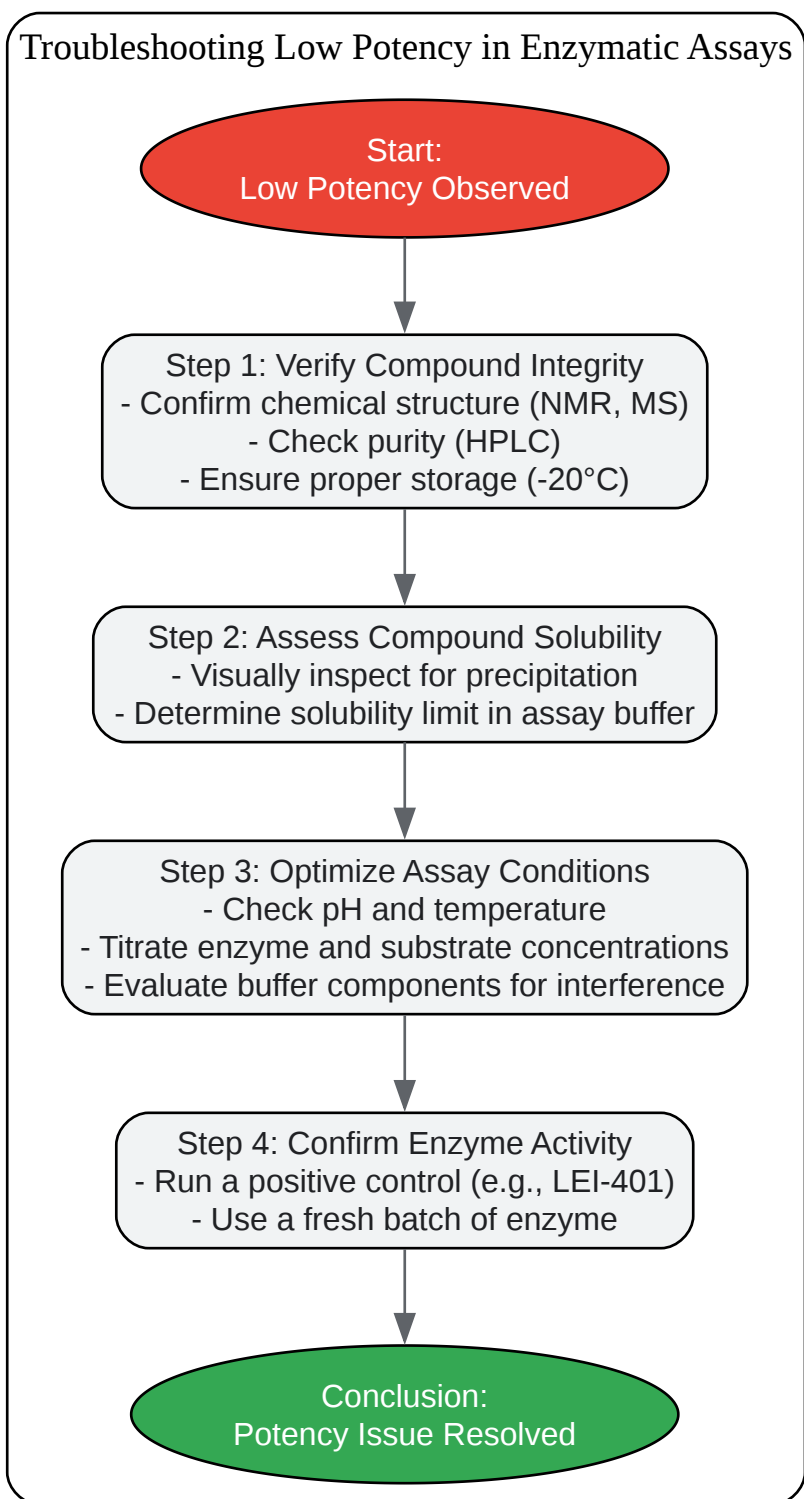 Troubleshooting Low Potency in Enzymatic Assays
Start:
Low Potency Observed
Step 1: Verify Compound Integrity
- Confirm chemical structure (NMR, MS)
- Check purity (HPLC)
- Ensure proper storage (-20°C)
Step 2: Assess Compound Solubility
- Visually inspect for precipitation
- Determine solubility limit in assay buffer
Step 3: Optimize Assay Conditions
- Check pH and temperature
- Titrate enzyme and substrate concentrations
- Evaluate buffer components for interference
Step 4: Confirm Enzyme Activity
- Run a positive control (e.g., LEI-401)
- Use a fresh batch of enzyme
Conclusion:
Potency Issue Resolved